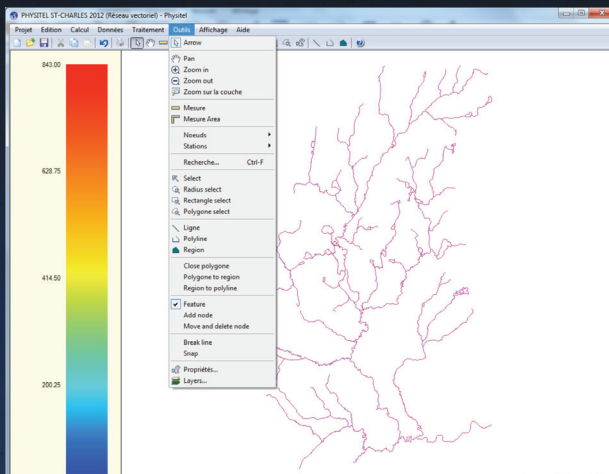 PHYSITEL ST-CHARLES 2012 (Réseau vectoriel) - Physitel
Projet Edition Calcul Données Traitement Outils Affichage Aide
Arrow
Pan
Zoom in
Zoom out
Zoom sur la couche
Mesure
Mesure Area
Noeuds
Stations
Recherche... Ctrl-F
Select
Radius select
Rectangle select
Polygone select
Ligne
Polyline
Region
Close polygone
Polygone to region
Region to polyline
Feature
Add node
Move and delete node
Break line
Snap
Propriétés...
Layers...
843.00
628.75
414.50
200.25